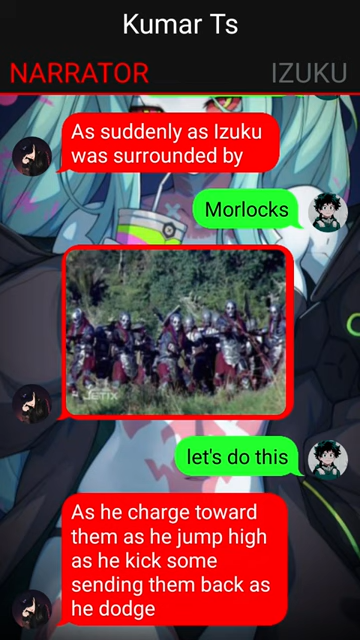 Kumar Ts
NARRATOR IZUKU
As suddenly as Izuku
was surrounded by
Morlocks
JETIX
let's do this
As he charge toward
them as he jump high
as he kick some
sending them back as
he dodge